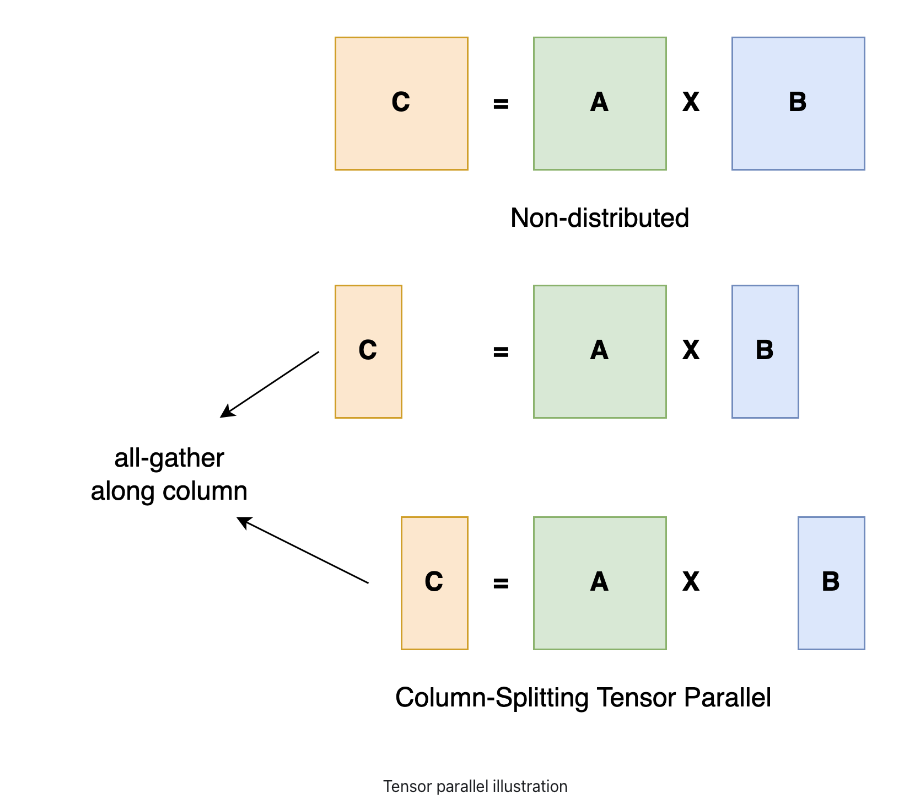 C = A X B
Non-distributed
C = A X B
all-gather
along column
C = A X B
Column-Splitting Tensor Parallel
Tensor parallel illustration